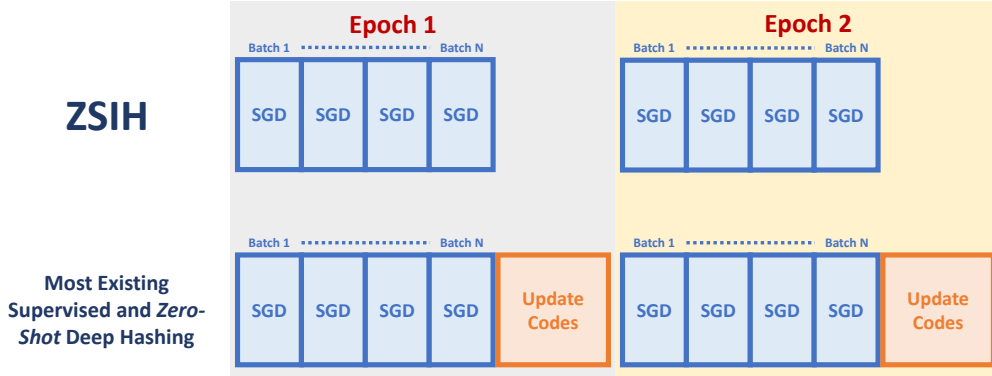 Epoch 1
Epoch 2
Batch 1
Batch N
Batch 1
Batch N
ZSIH
SGD SGD SGD SGD
SGD SGD SGD SGD
Batch 1
Batch N
Batch 1
Batch N
Most Existing
Supervised and Zero-
Shot Deep Hashing
SGD SGD SGD SGD
Update
Codes
SGD SGD SGD SGD
Update
Codes